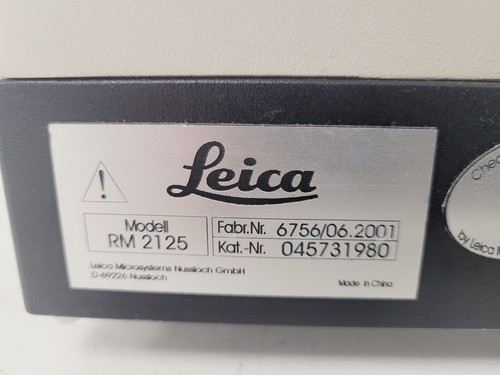 Leica
Modell
RM 2125
Fabr.Nr. 6756/06.2001
Kat.-Nr. 045731980
Leica Microsystems Nussloch GmbH
D-69226 Nussloch
Made in China
by Leica